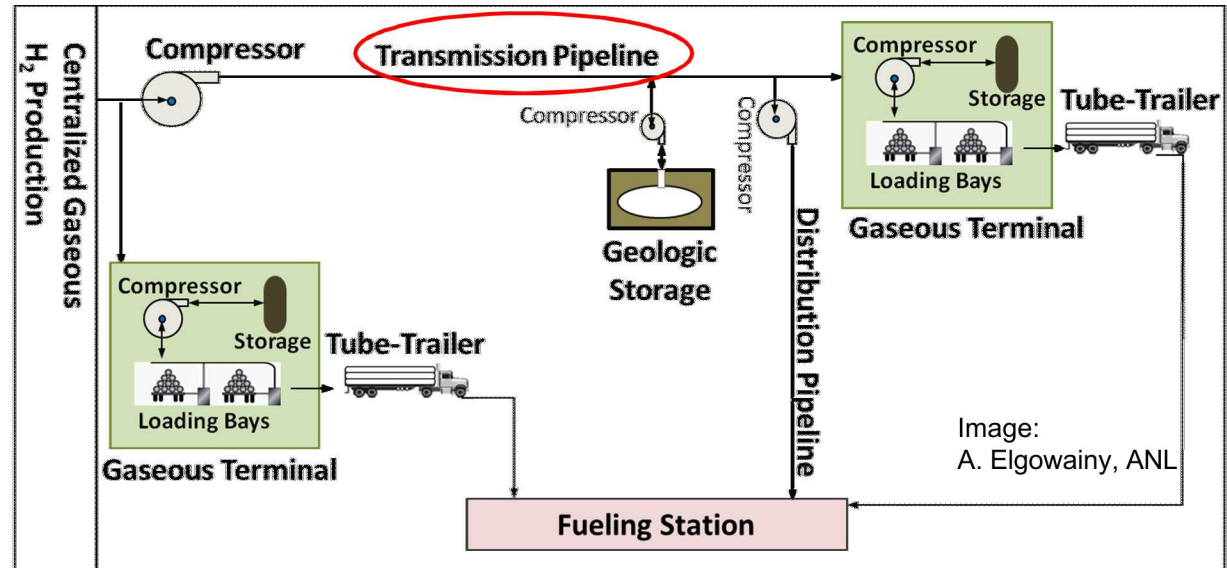 Centralized Gaseous
H2 Production
Compressor
Transmission Pipeline
Compressor
Compressor
Geologic
Storage
Distribution Pipeline
Compressor
Storage
Loading Bays
Gaseous Terminal
Tube-Trailer
Compressor
Storage
Loading Bays
Gaseous Terminal
Tube-Trailer
Image:
A. Elgowainy, ANL
Fueling Station